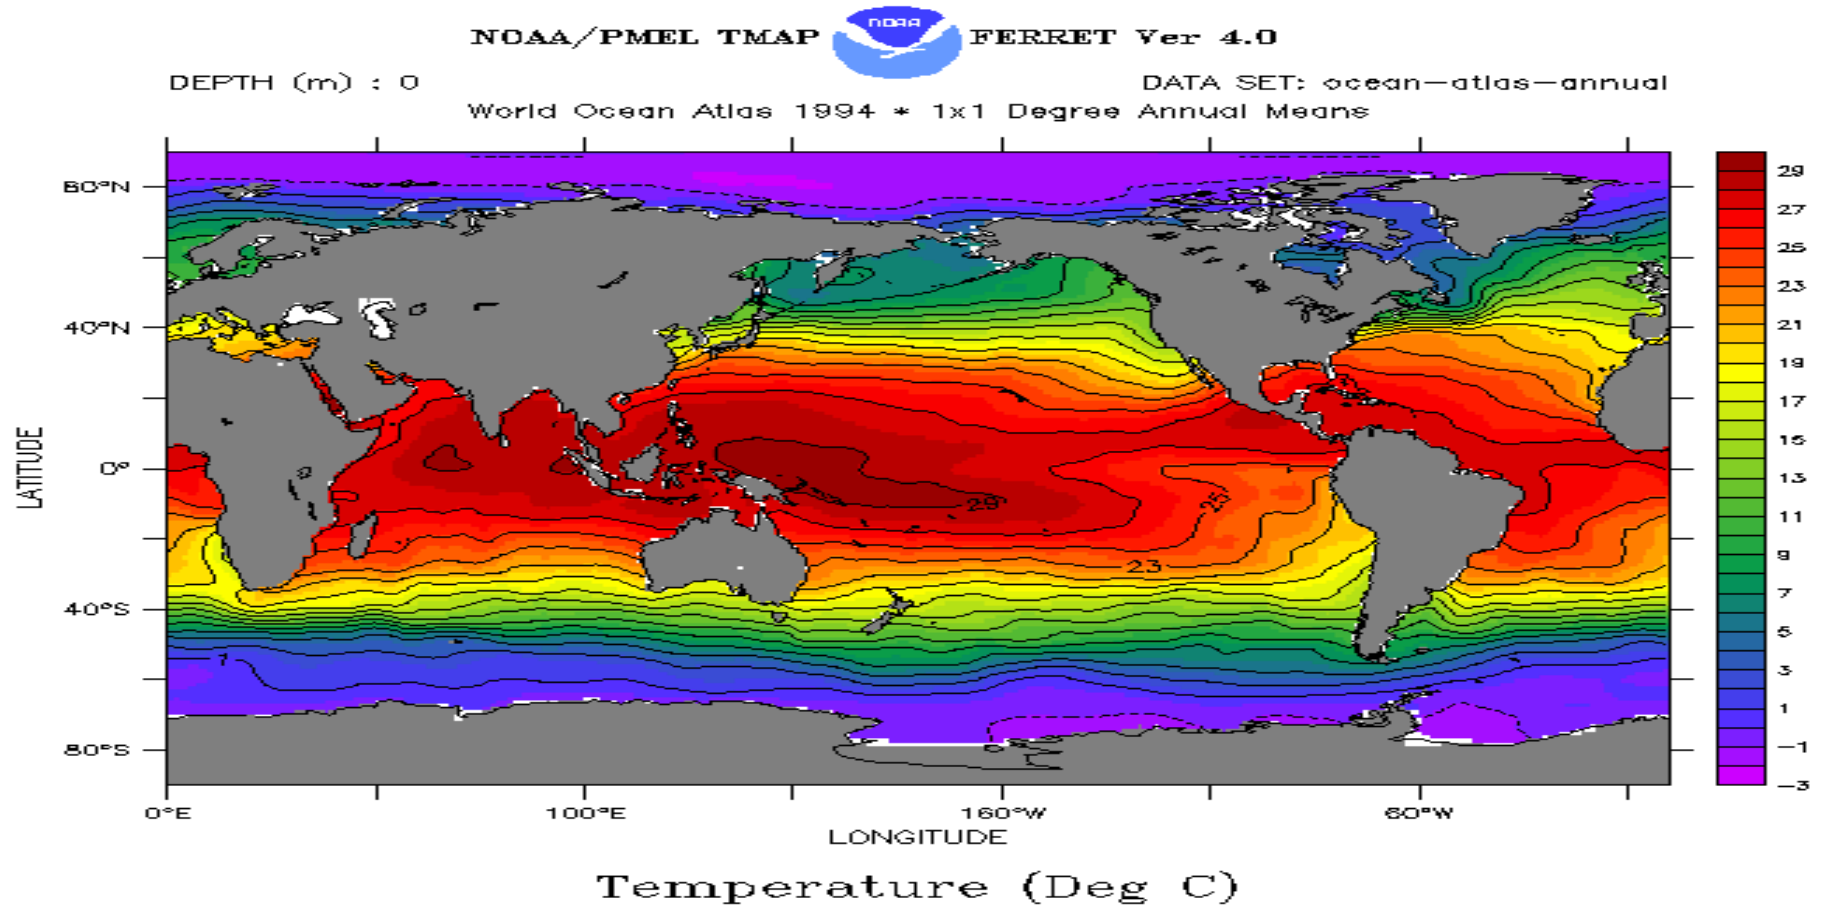 NOAA
NOAA/PMEL TMAP FERRET Ver 4.0
DEPTH (m) : 0 DATA SET: ocean-atlas-annual
World Ocean Atlas 1994 * 1x1 Degree Annual Means
80°N
40°N
0°
40°S
80°S
LATITUDE
0°E 100°E 160°W 60°W
LONGITUDE
29
25
23
1
29
27
25
23
21
19
17
15
13
11
9
7
5
3
1
-1
-3
Temperature (Deg C)